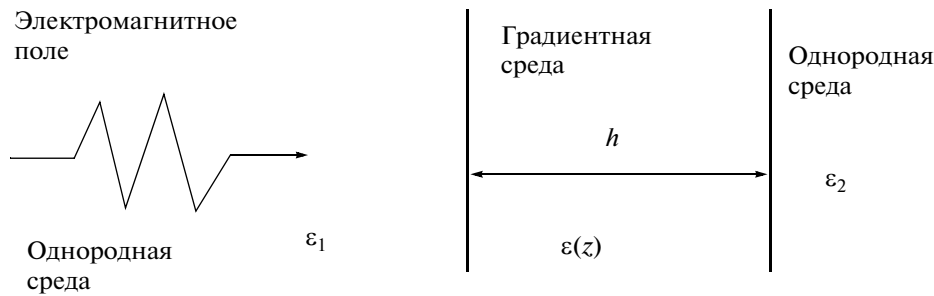 Электромагнитное
поле
Градиентная
среда
Однородная
среда
h
ε₂
ε₁
Однородная
среда
ε(z)